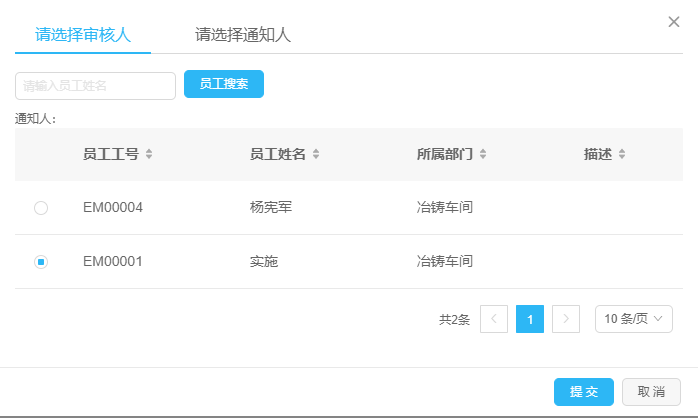 请选择审核人 请选择通知人
请输入员工姓名 员工搜索
通知人:
员工工号 员工姓名 所属部门 描述
EM00004 杨宪军 冶铸车间
EM00001 实施 冶铸车间
共2条 1 10 条/页
提 交 取 消